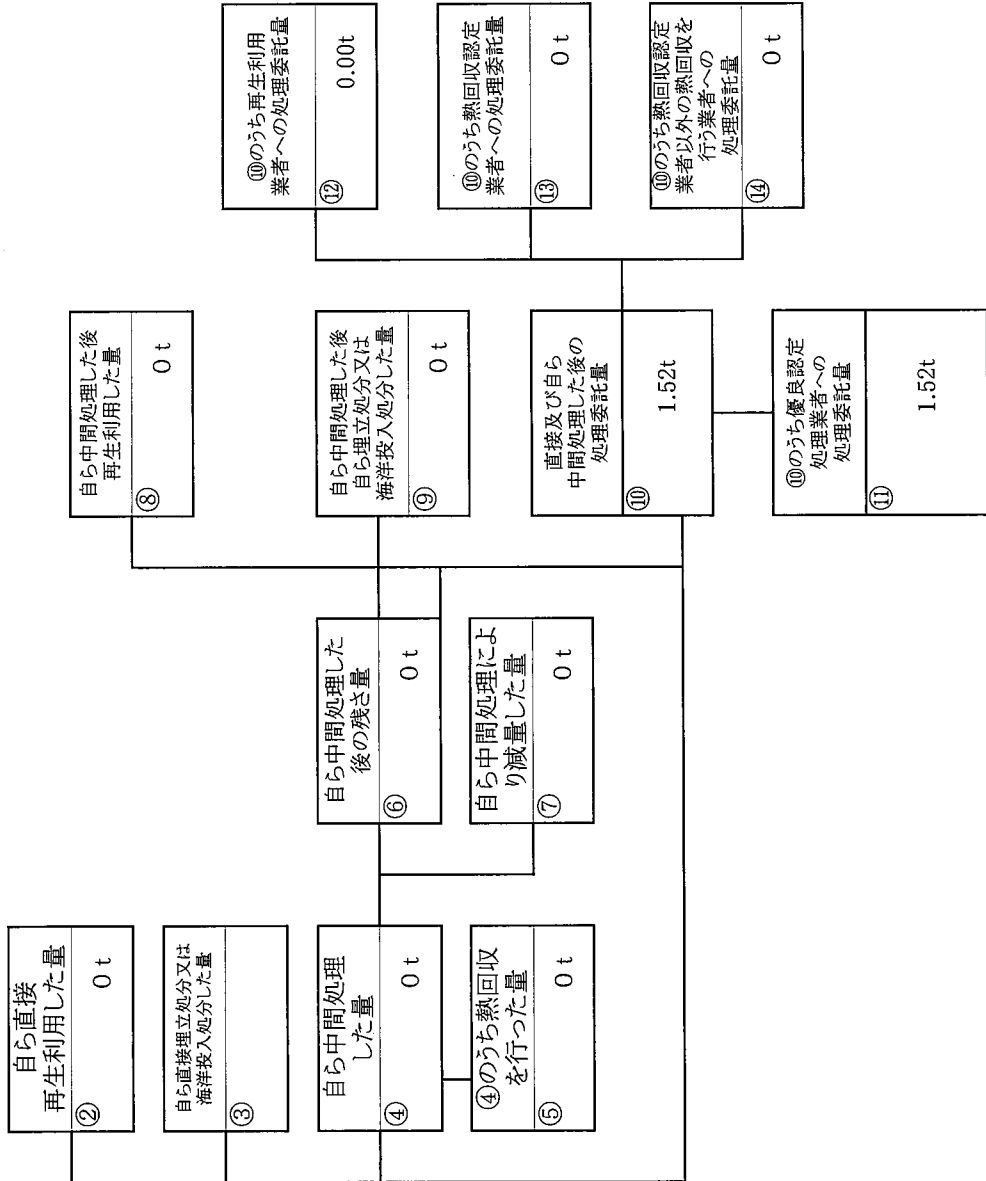 自ら直接
再生利用した量
②
0 t
自ら直接埋立処分又は
海洋投入処分した量
③
自ら中間処理
した量
④
0 t
④のうち熱回収
を行った量
⑤
0 t
自ら中間処理した
後の残さ量
⑥
0 t
自ら中間処理によ
り減量した量
⑦
0 t
自ら中間処理した後
再生利用した量
⑧
0 t
自ら中間処理した後
自ら埋立処分又は
海洋投入処分した量
⑨
0 t
直接及び自ら
中間処理した後の
処理委託量
⑩
1.52t
⑩のうち優良認定
処理業者への
処理委託量
⑪
1.52t
⑩のうち再生利用
業者への処理委託量
⑫
0.00t
⑩のうち熱回収認定
業者への処理委託量
⑬
0 t
⑩のうち熱回収認定
業者以外の熱回収を
行う業者への
処理委託量
⑭
0 t